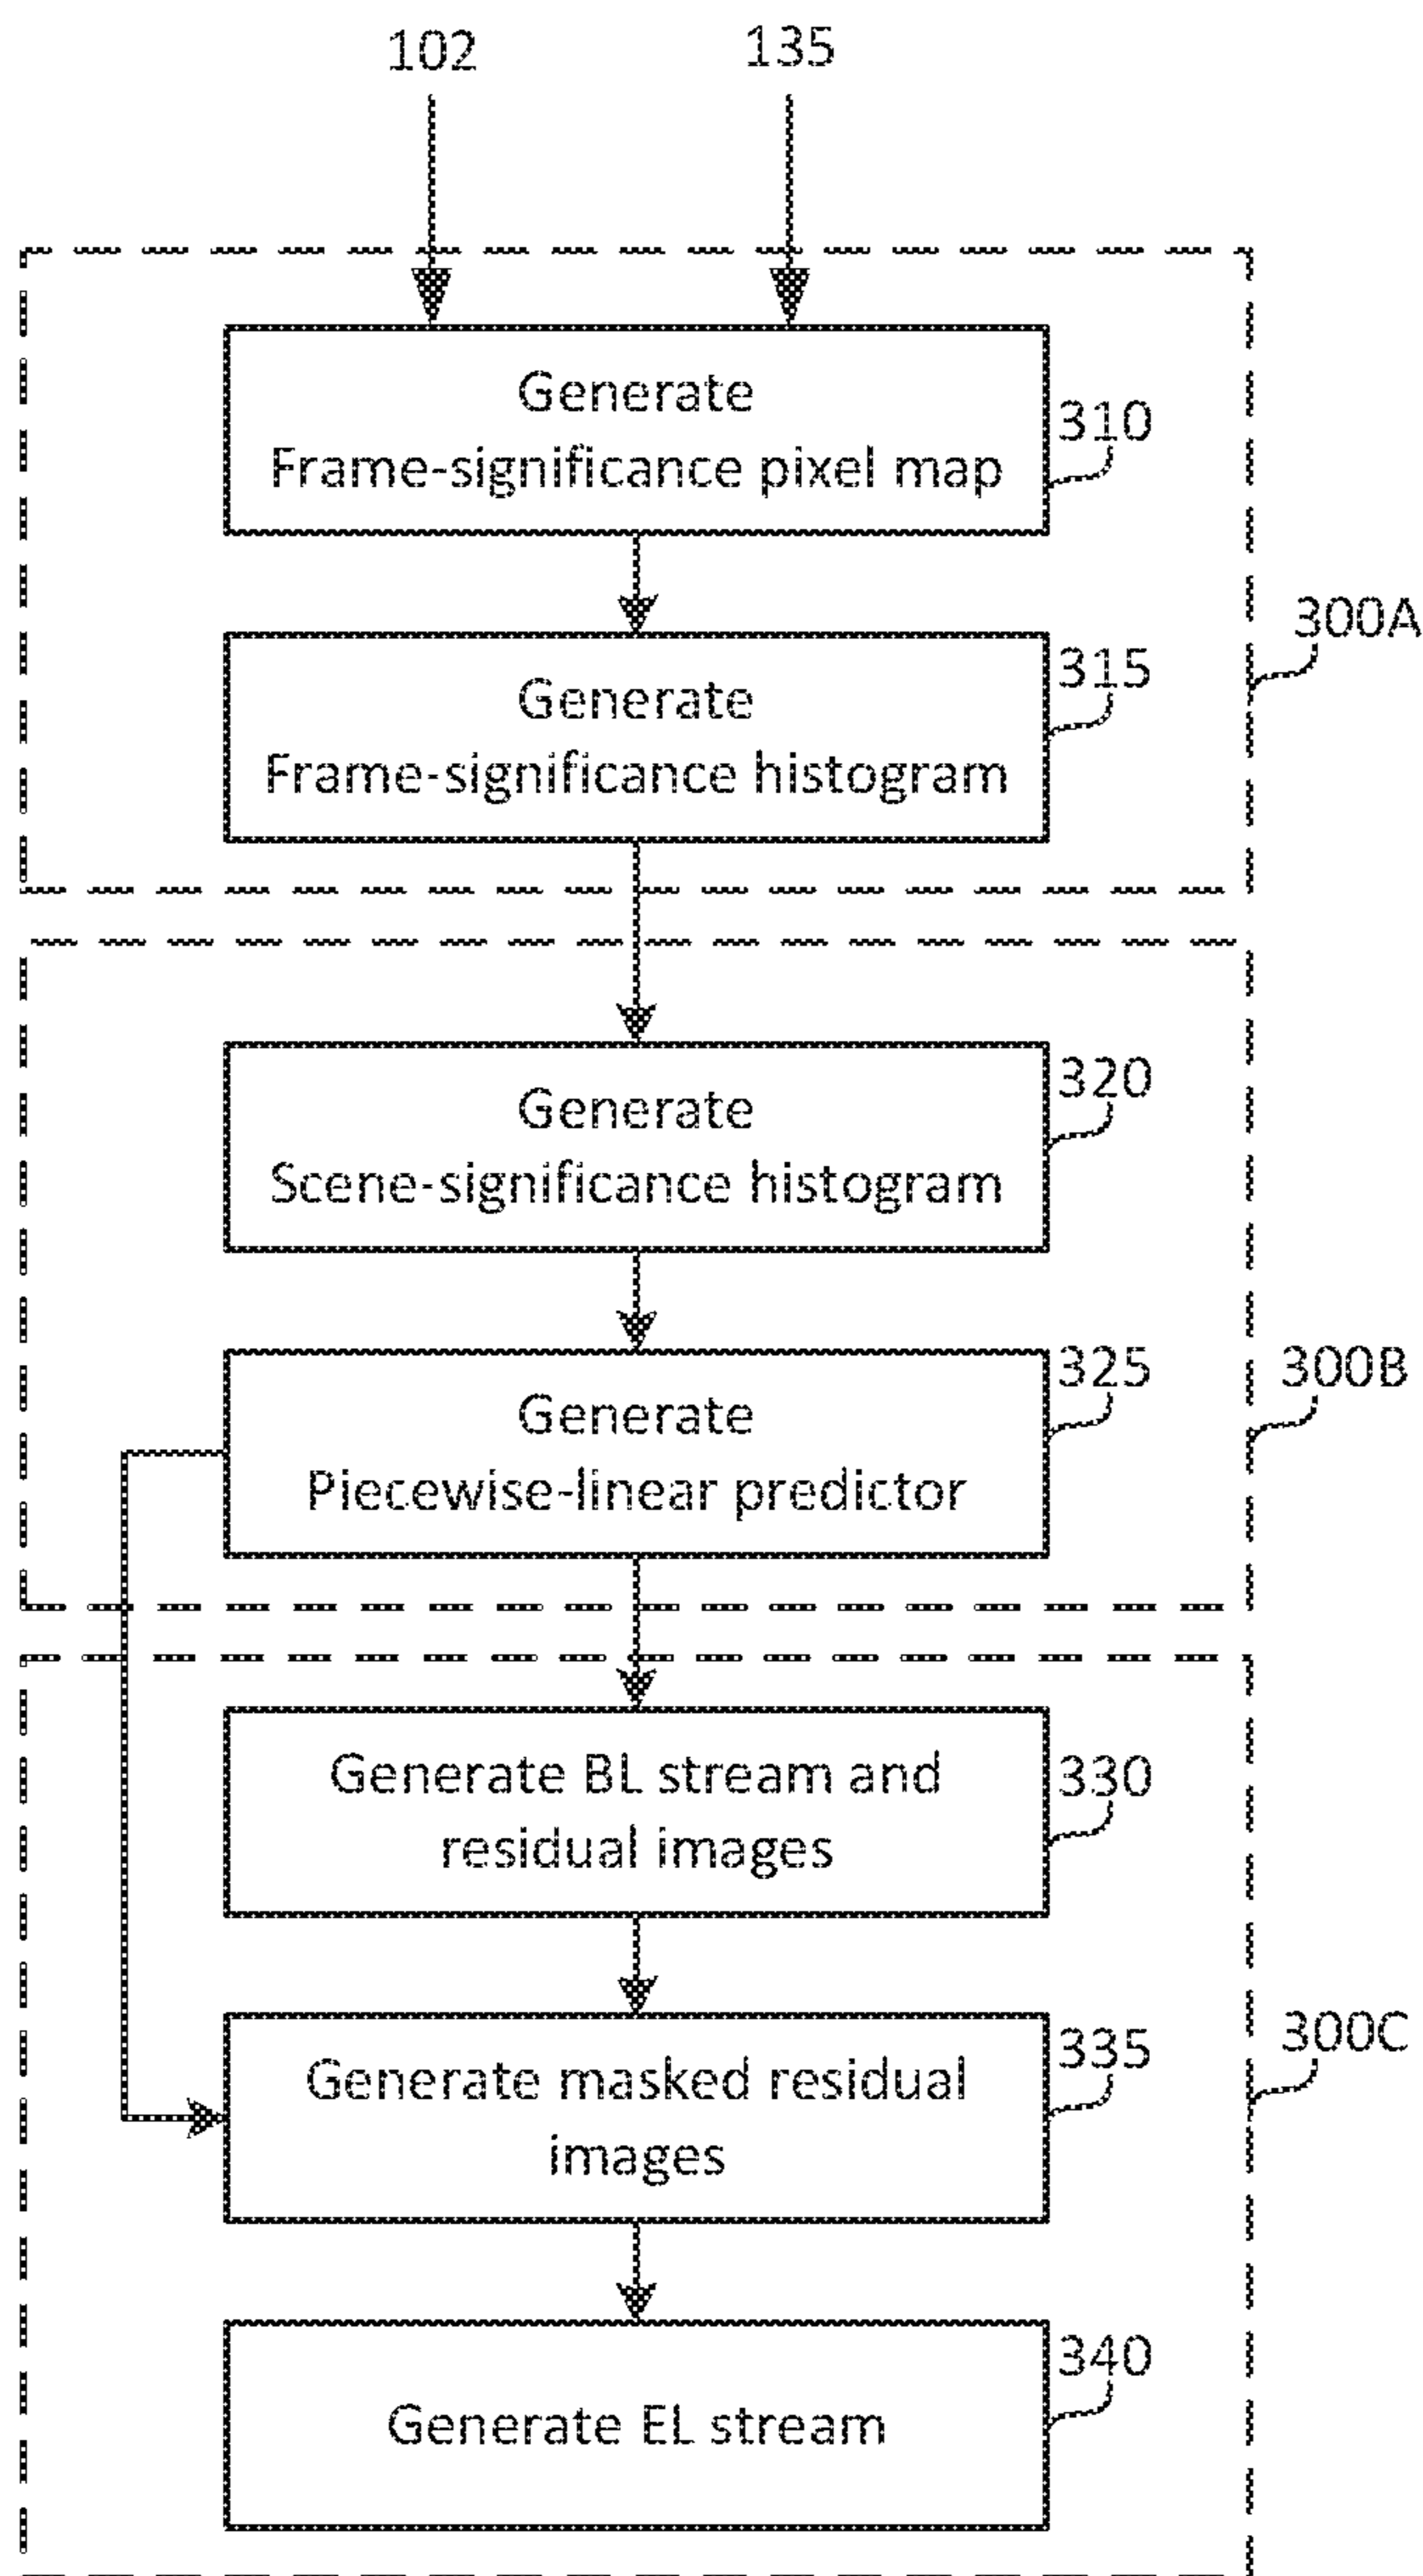 102
135
Generate
Frame-significance pixel map
310
300A
Generate
Frame-significance histogram
315
Generate
Scene-significance histogram
320
Generate
Piecewise-linear predictor
325
300B
Generate BL stream and
residual images
330
Generate masked residual
images
335
300C
Generate EL stream
340